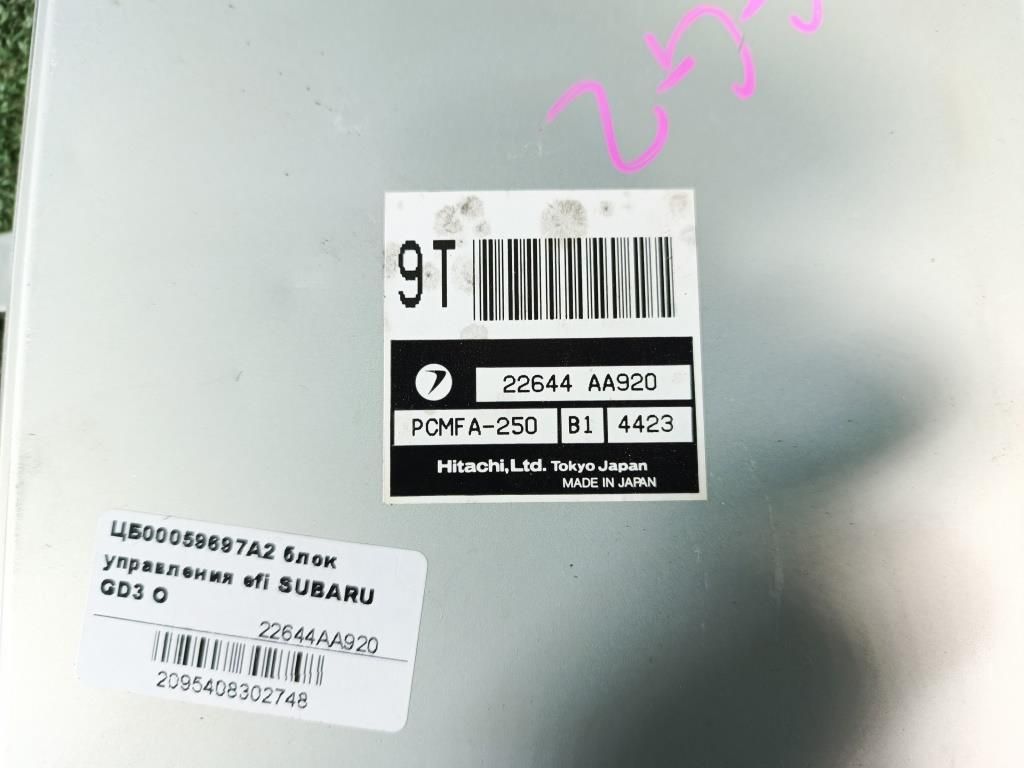 9T
22644 AA920
PCMFA-250 B1 4423
Hitachi, Ltd. Tokyo Japan
MADE IN JAPAN
ЦБ00059697А2 блок
управления efi SUBARU
GD3 O
22644AA920
2095408302748